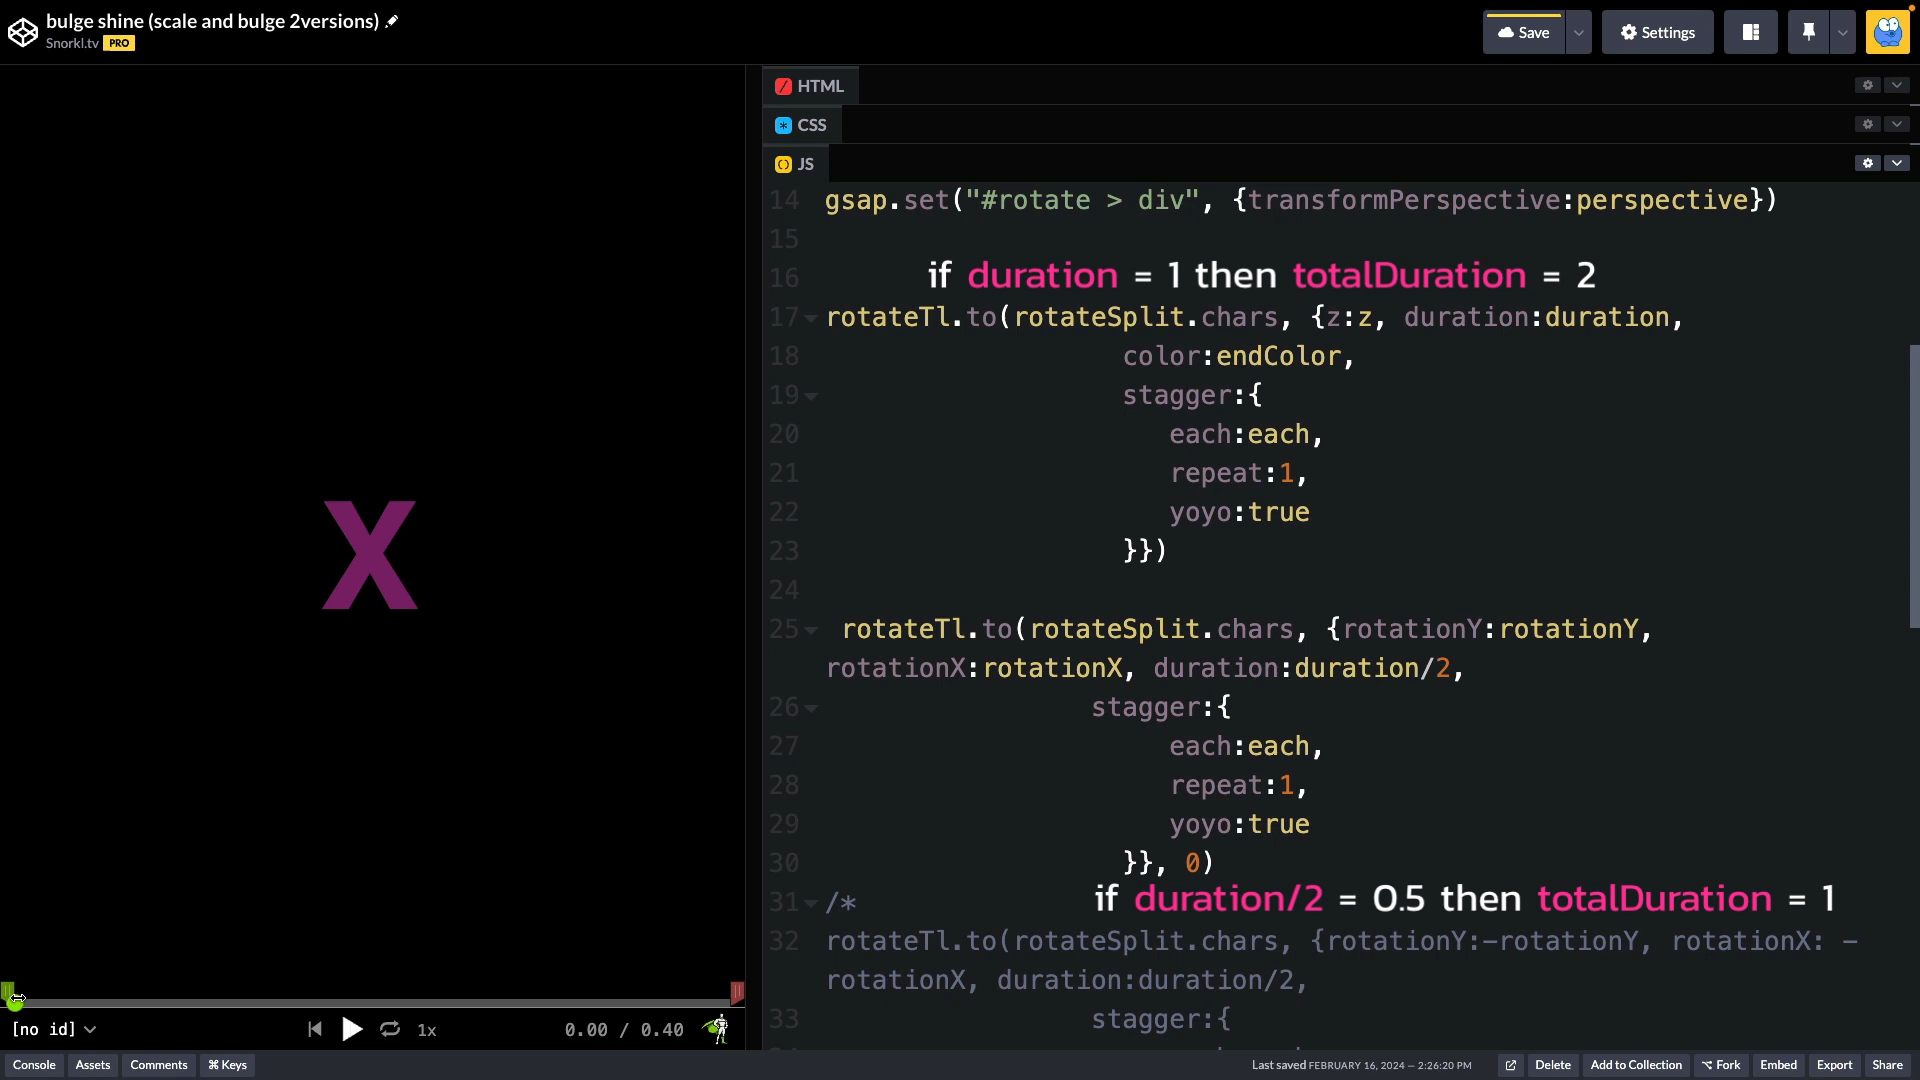 bulge shine (scale and bulge 2versions)
Snorkl.tv PRO
Save
Settings
HTML
CSS
JS
14 gsap.set("#rotate > div", {transformPerspective:perspective})
15
16 if duration = 1 then totalDuration = 2
17 rotateTl.to(rotateSplit.chars, {z:z, duration:duration,
18 color:endColor,
19 stagger:{
20 each:each,
21 repeat:1,
22 yoyo:true
23 }})
24
25 rotateTl.to(rotateSplit.chars, {rotationY:rotationY,
rotationX:rotationX, duration:duration/2,
26 stagger:{
27 each:each,
28 repeat:1,
29 yoyo:true
30 }}, 0)
31 /* if duration/2 = 0.5 then totalDuration = 1
32 rotateTl.to(rotateSplit.chars, {rotationY:-rotationY, rotationX: -
rotationX, duration:duration/2,
33 stagger:{
X
[no id] 1x 0.00 / 0.40
Console Assets Comments ⌘ Keys Last saved FEBRUARY 16, 2024 — 2:26:20 PM Delete Add to Collection Fork Embed Export Share